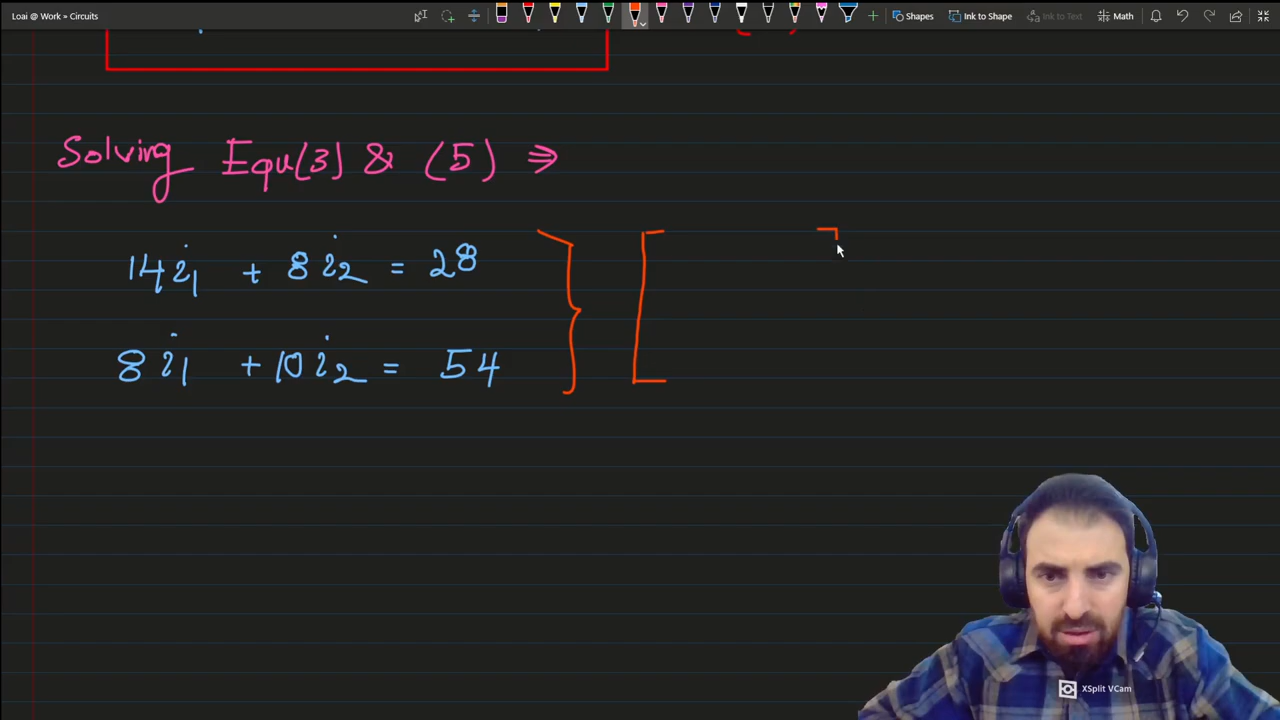 Loai @ Work » Circuits
Shapes
Ink to Shape
Ink to Text
Math
Solving Equ(3) & (5) ⇒
14i₁ + 8i₂ = 28
8i₁ + 10i₂ = 54
XSplit VCam